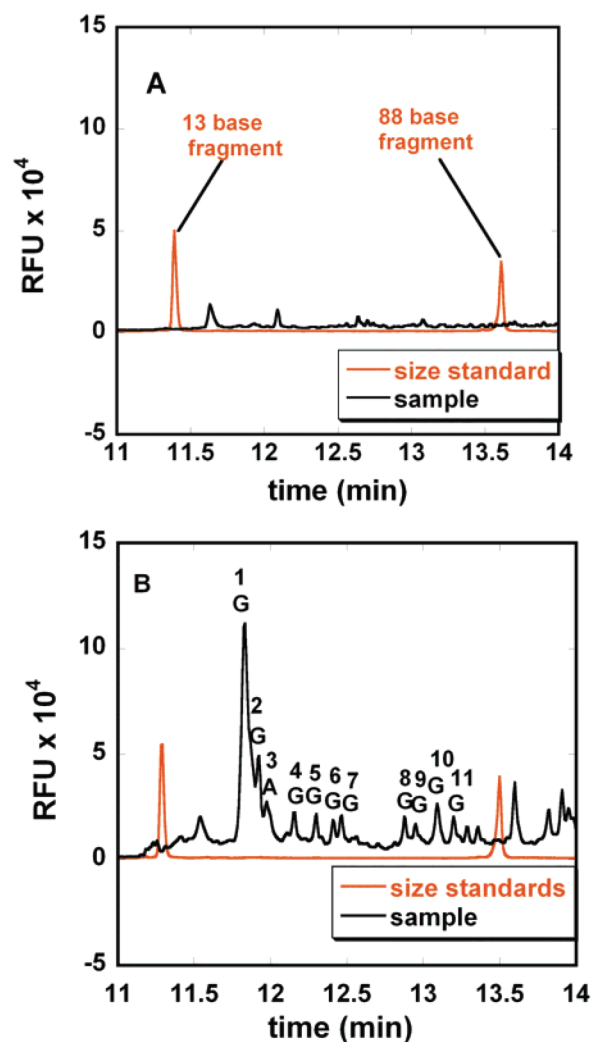 15
A
13 base
fragment
88 base
fragment
10
5
0
-5
RFU x 10⁴
size standard
sample
11 11.5 12 12.5 13 13.5 14
time (min)
15
B
1
G
2
G
3
A
4 5 6 7
G G G G
8 9 10 11
G G G G
10
5
0
-5
RFU x 10⁴
size standards
sample
11 11.5 12 12.5 13 13.5 14
time (min)